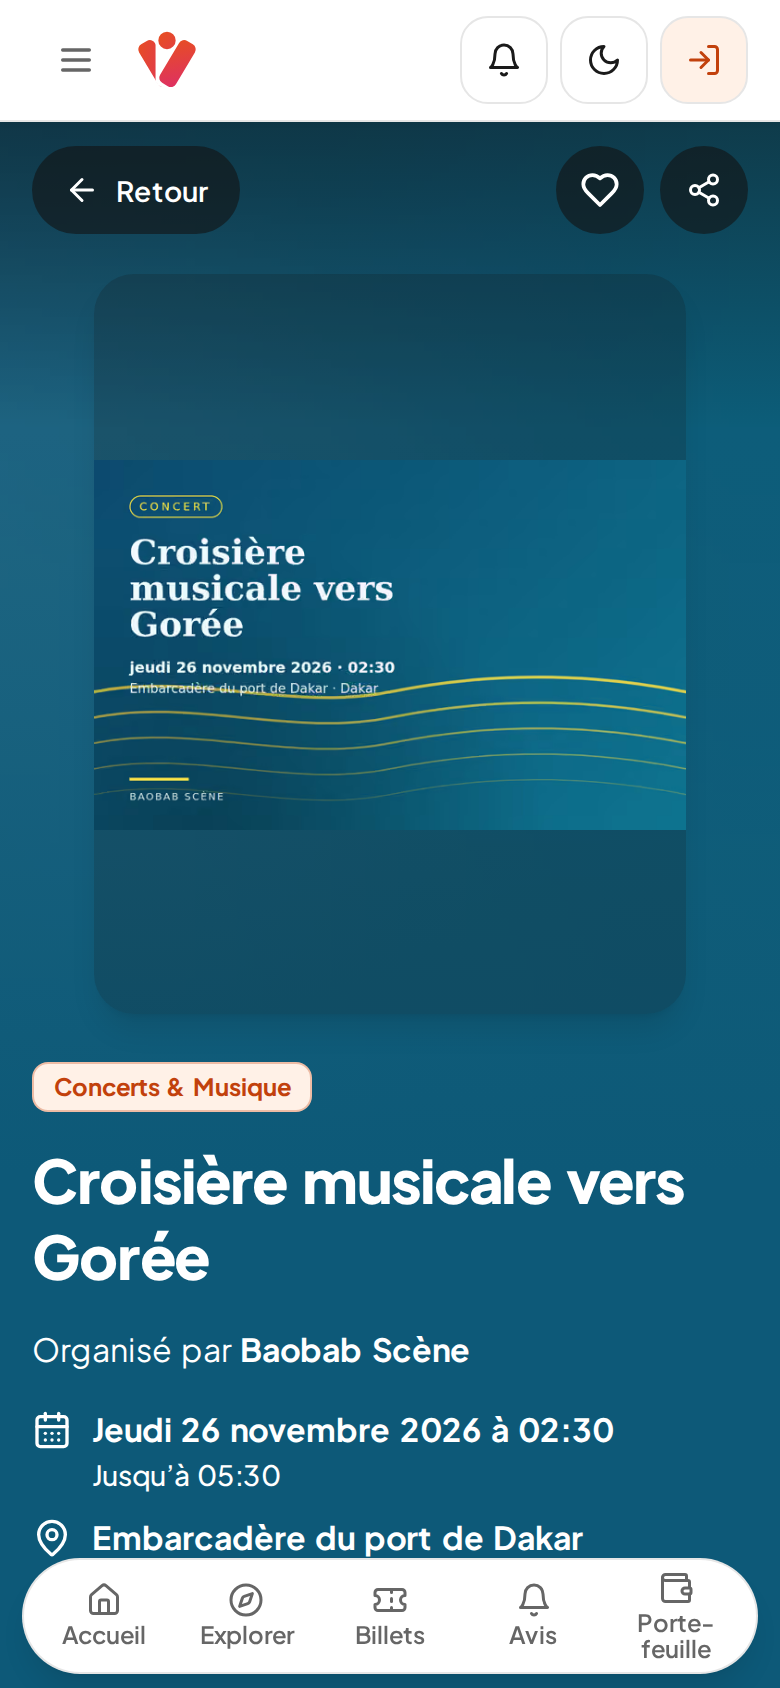 Retour
CONCERT
Croisière
musicale vers
Gorée
jeudi 26 novembre 2026 · 02:30
Embarcadère du port de Dakar · Dakar
BAOBAB SCÈNE
Concerts & Musique
Croisière musicale vers
Gorée
Organisé par Baobab Scène
Jeudi 26 novembre 2026 à 02:30
Jusqu’à 05:30
Embarcadère du port de Dakar
Accueil
Explorer
Billets
Avis
Porte-
feuille